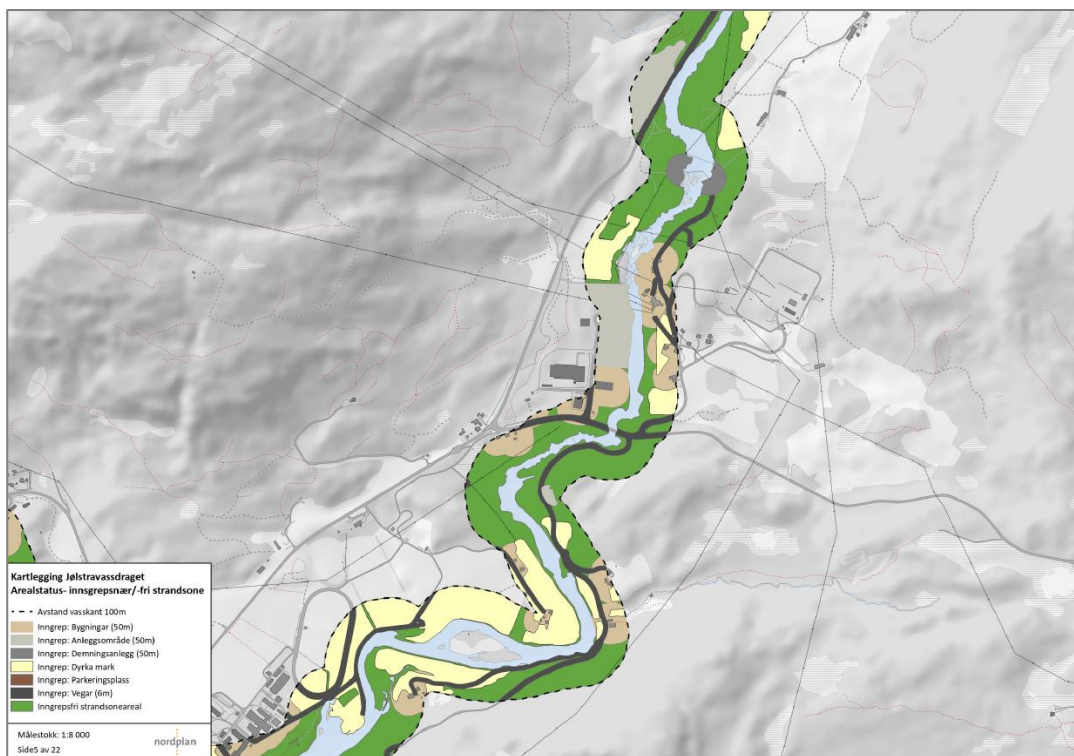 Kartlegging Jølstravassdraget
Arealstatus- innsgrepsnær/-fri strandsone
Avstand vasskant 100m
Inngrep: Bygningar (50m)
Inngrep: Anleggsområde (50m)
Inngrep: Demningsanlegg (50m)
Inngrep: Dyrka mark
Inngrep: Parkeringsplass
Inngrep: Vegar (6m)
Inngrepsfri strandsoneareal
Målestokk: 1:8 000
Side5 av 22
nordplan